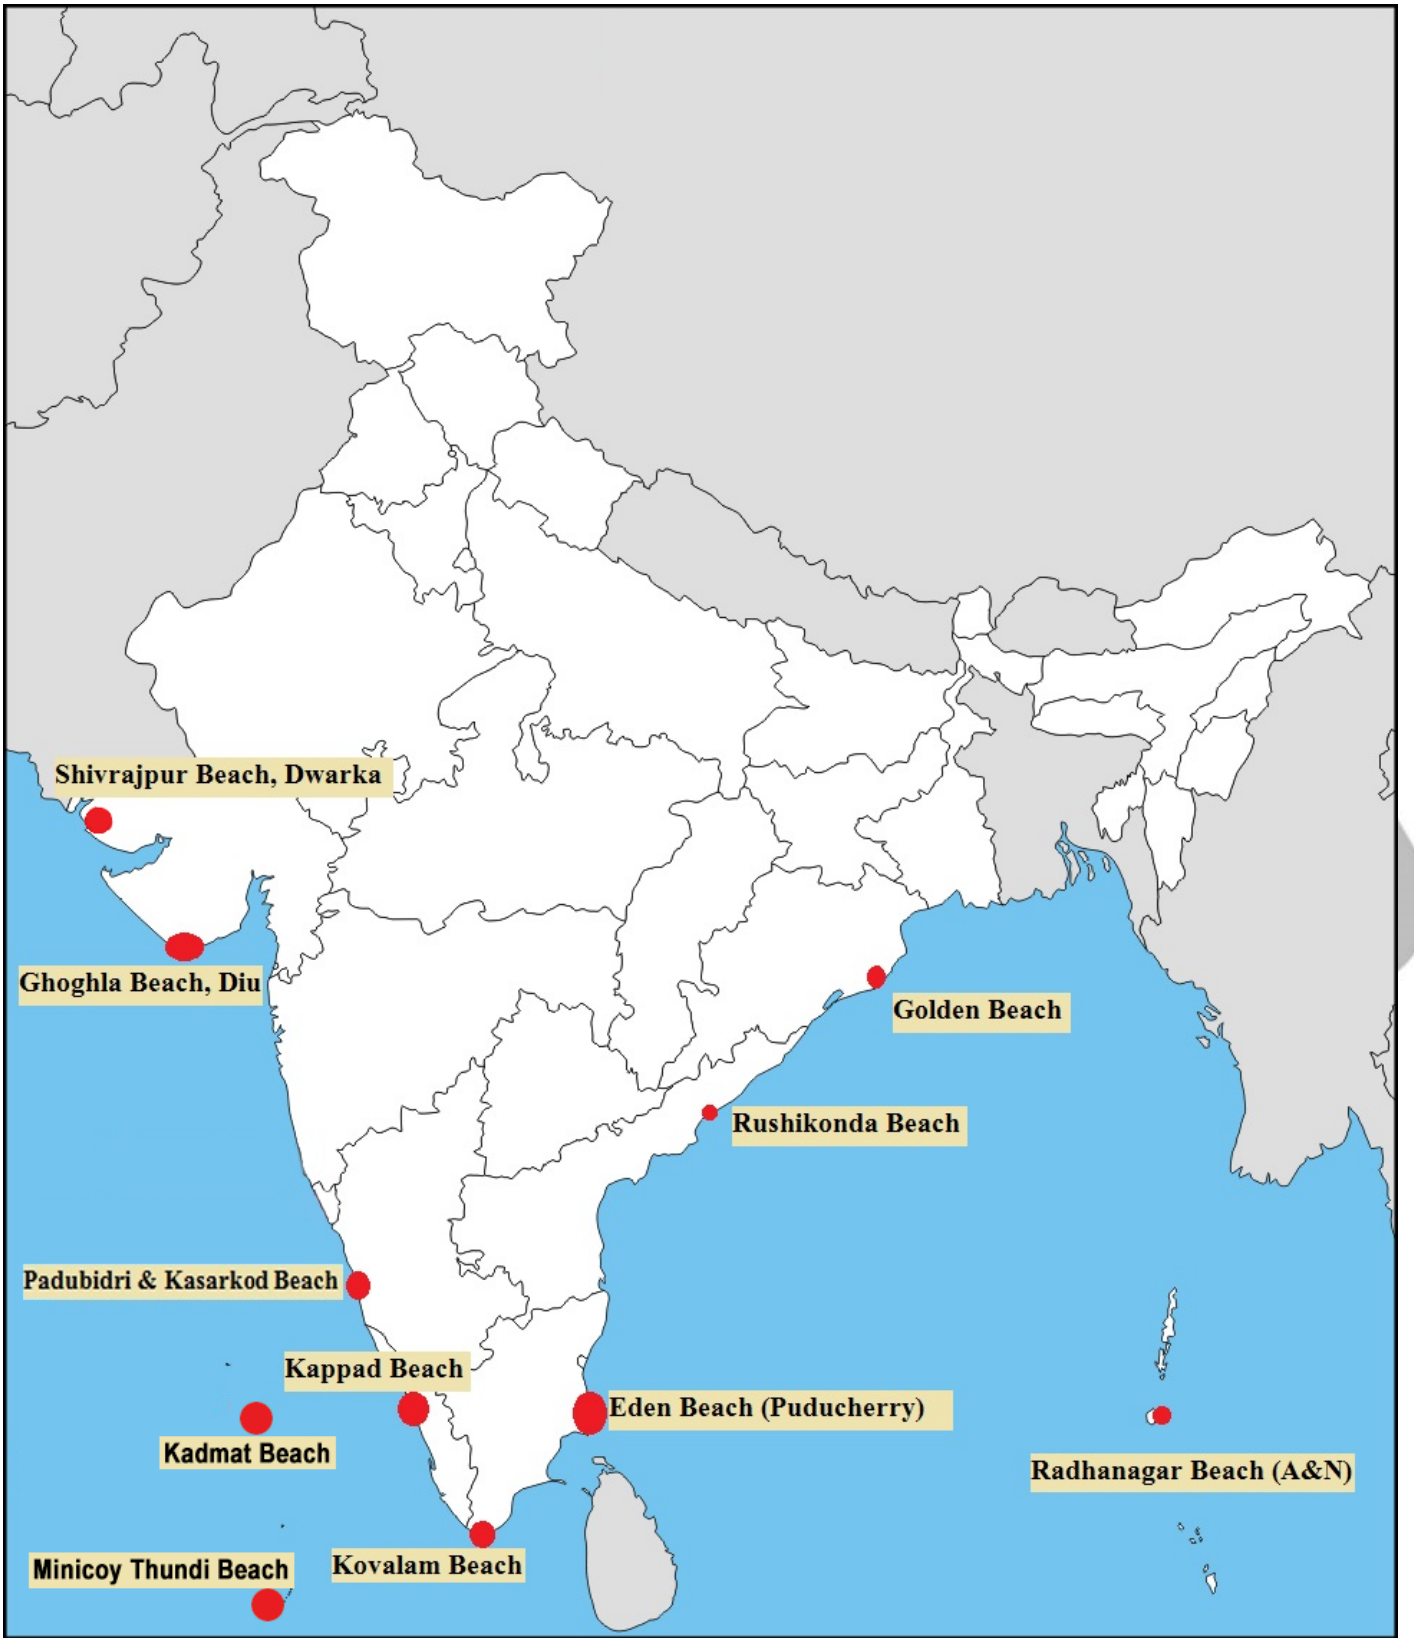 Shivrajpur Beach, Dwarka
Ghoghla Beach, Diu
Golden Beach
Rushikonda Beach
Padubidri & Kasarkod Beach
Kappad Beach
Eden Beach (Puducherry)
Kadmat Beach
Radhanagar Beach (A&N)
Kovalam Beach
Minicoy Thundi Beach